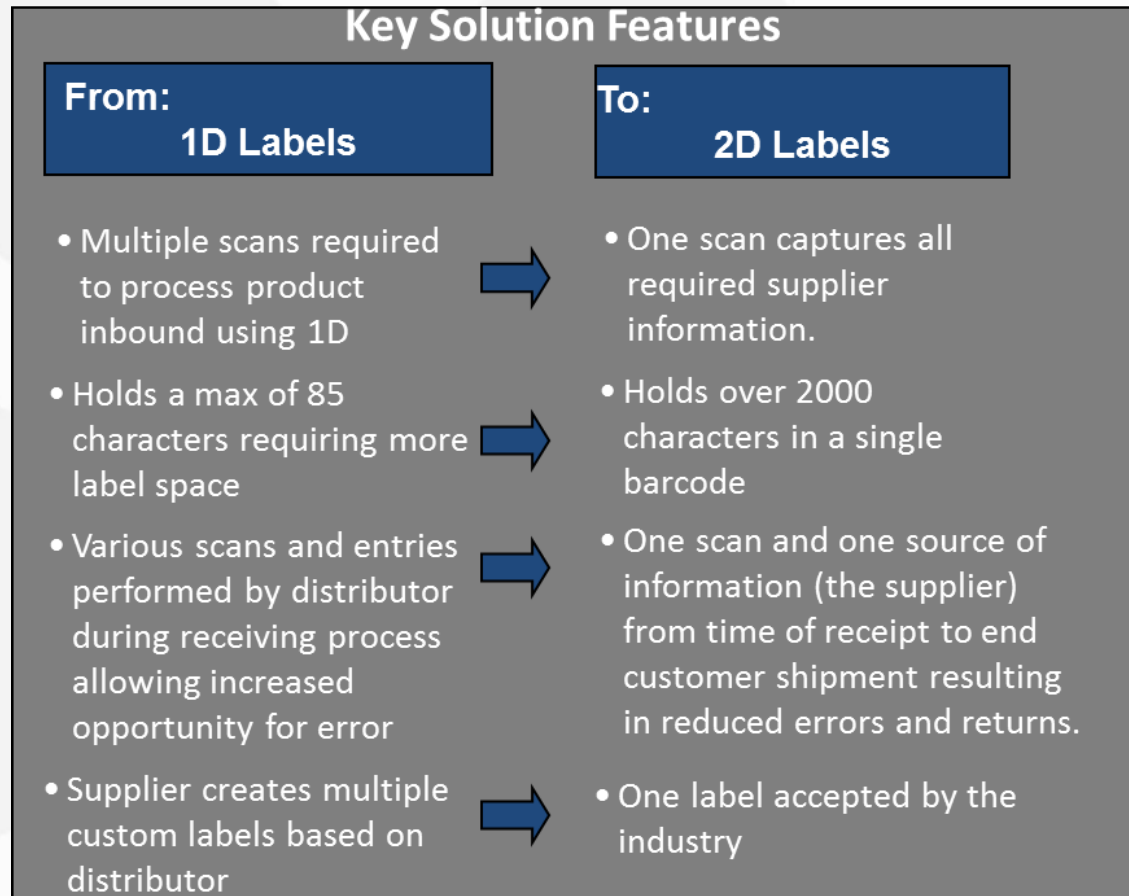 Key Solution Features
From:
1D Labels
To:
2D Labels
• Multiple scans required
to process product
inbound using 1D
• One scan captures all
required supplier
information.
• Holds a max of 85
characters requiring more
label space
• Holds over 2000
characters in a single
barcode
• Various scans and entries
performed by distributor
during receiving process
allowing increased
opportunity for error
• One scan and one source of
information (the supplier)
from time of receipt to end
customer shipment resulting
in reduced errors and returns.
• Supplier creates multiple
custom labels based on
distributor
• One label accepted by the
industry